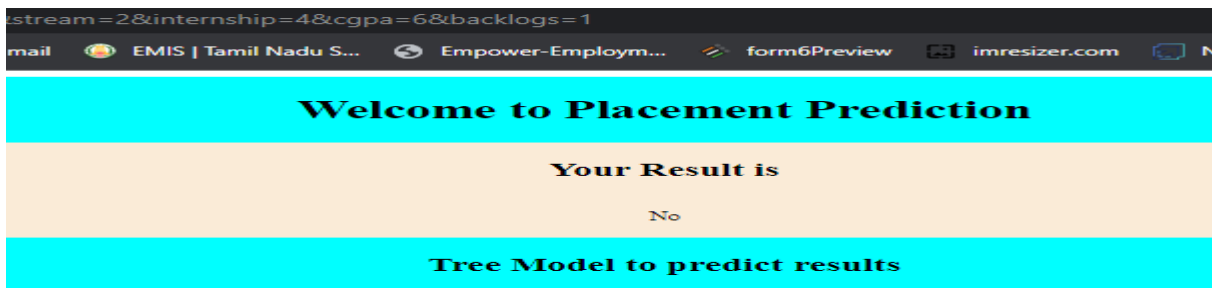 stream=2&internship=4&cgpa=6&backlogs=1
mail EMIS | Tamil Nadu S... Empower-Employm... form6Preview imresizer.com N
Welcome to Placement Prediction
Your Result is
No
Tree Model to predict results